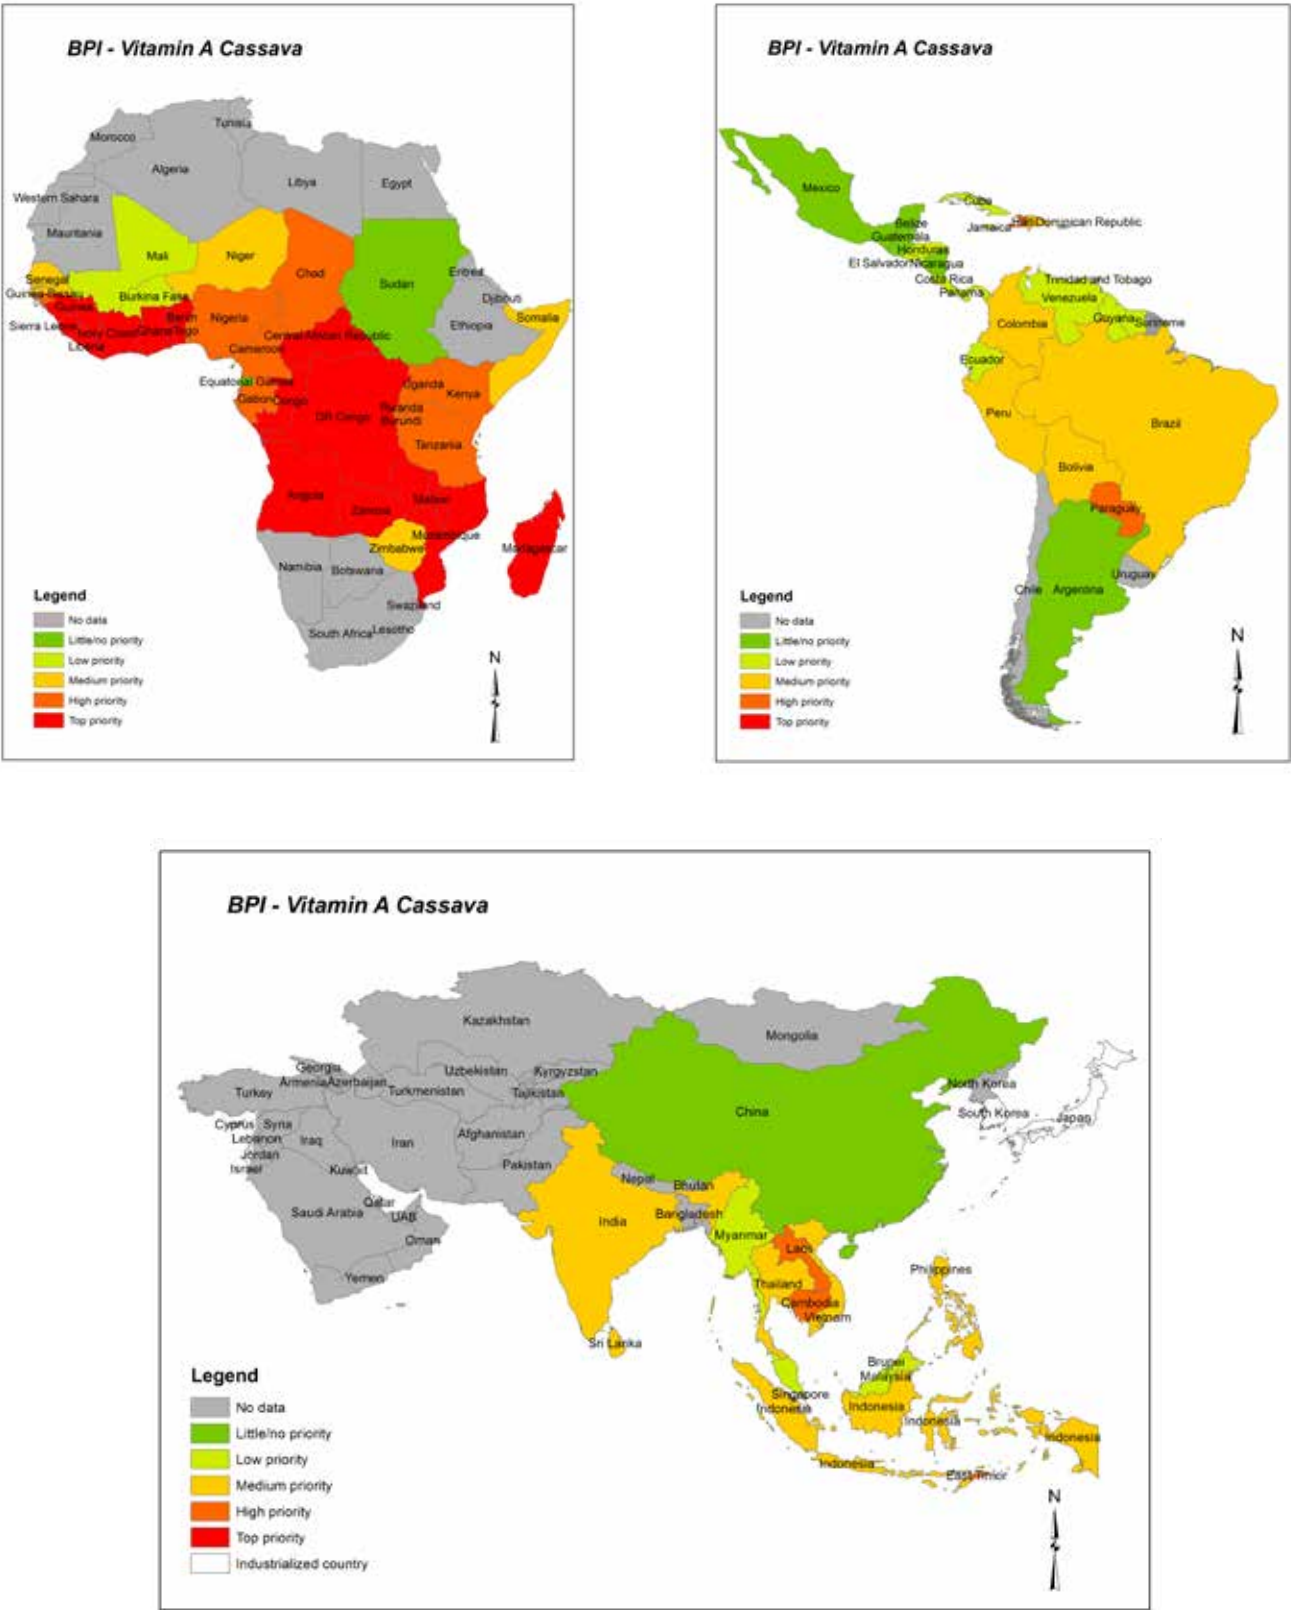 BPI - Vitamin A Cassava
Tunisia
Morocco
Algeria
Libya
Egypt
Western Sahara
Mauritania
Mali
Niger
Chad
Sudan
Eritrea
Senegal
Guinea-Bissau
Burkina Faso
Djibouti
Guinea
Benin
Nigeria
Somalia
Sierra Leone
Ivory Coast
Ghana
Togo
Ethiopia
Liberia
Central African Republic
Cameroon
Equatorial Guinea
Uganda
Kenya
Gabon
Congo
DR Congo
Rwanda
Burundi
Tanzania
Angola
Malawi
Zambia
Mozambique
Zimbabwe
Madagascar
Namibia
Botswana
Swaziland
South Africa
Lesotho
Legend
No data
Little/no priority
Low priority
Medium priority
High priority
Top priority
N
BPI - Vitamin A Cassava
Mexico
Cuba
Belize
Jamaica
Haiti
Dominican Republic
Guatemala
Honduras
El Salvador
Nicaragua
Costa Rica
Trinidad and Tobago
Panama
Venezuela
Colombia
Guyana
Suriname
Ecuador
Peru
Brazil
Bolivia
Paraguay
Uruguay
Chile
Argentina
Legend
No data
Little/no priority
Low priority
Medium priority
High priority
Top priority
N
BPI - Vitamin A Cassava
Kazakhstan
Mongolia
Georgia
Uzbekistan
Kyrgyzstan
Armenia
Azerbaijan
Turkey
Turkmenistan
Tajikistan
North Korea
China
South Korea
Japan
Cyprus
Syria
Lebanon
Iraq
Iran
Afghanistan
Jordan
Israel
Kuwait
Pakistan
Nepal
Bhutan
Qatar
Saudi Arabia
UAB
India
Bangladesh
Oman
Myanmar
Laos
Yemen
Philippines
Thailand
Cambodia
Vietnam
Sri Lanka
Brunei
Malaysia
Singapore
Indonesia
Indonesia
Indonesia
Indonesia
Indonesia
East Timor
Legend
No data
Little/no priority
Low priority
Medium priority
High priority
Top priority
Industrialized country
N